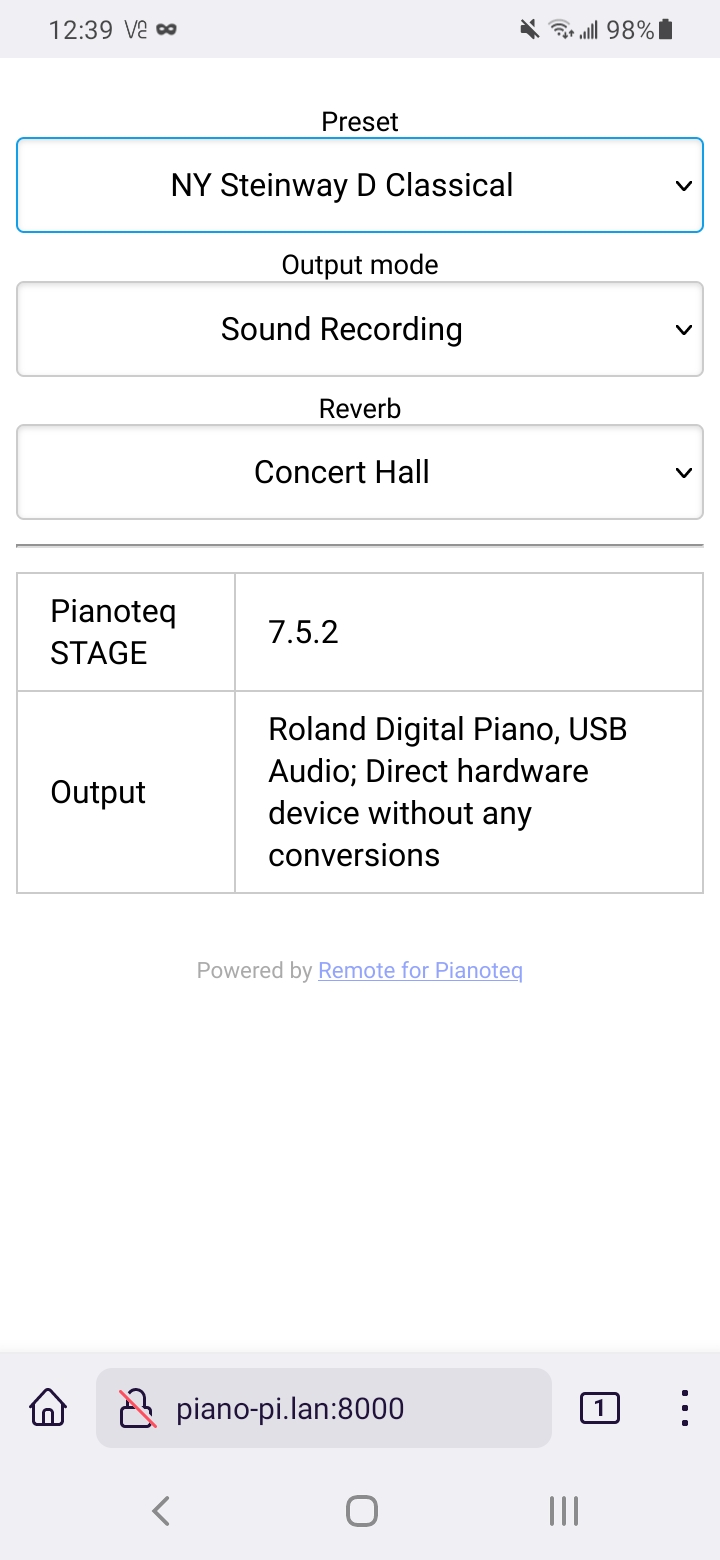 12:39 98%
Preset
NY Steinway D Classical
Output mode
Sound Recording
Reverb
Concert Hall
Pianoteq
STAGE
7.5.2
Output
Roland Digital Piano, USB
Audio; Direct hardware
device without any
conversions
Powered by Remote for Pianoteq
piano-pi.lan:8000
1